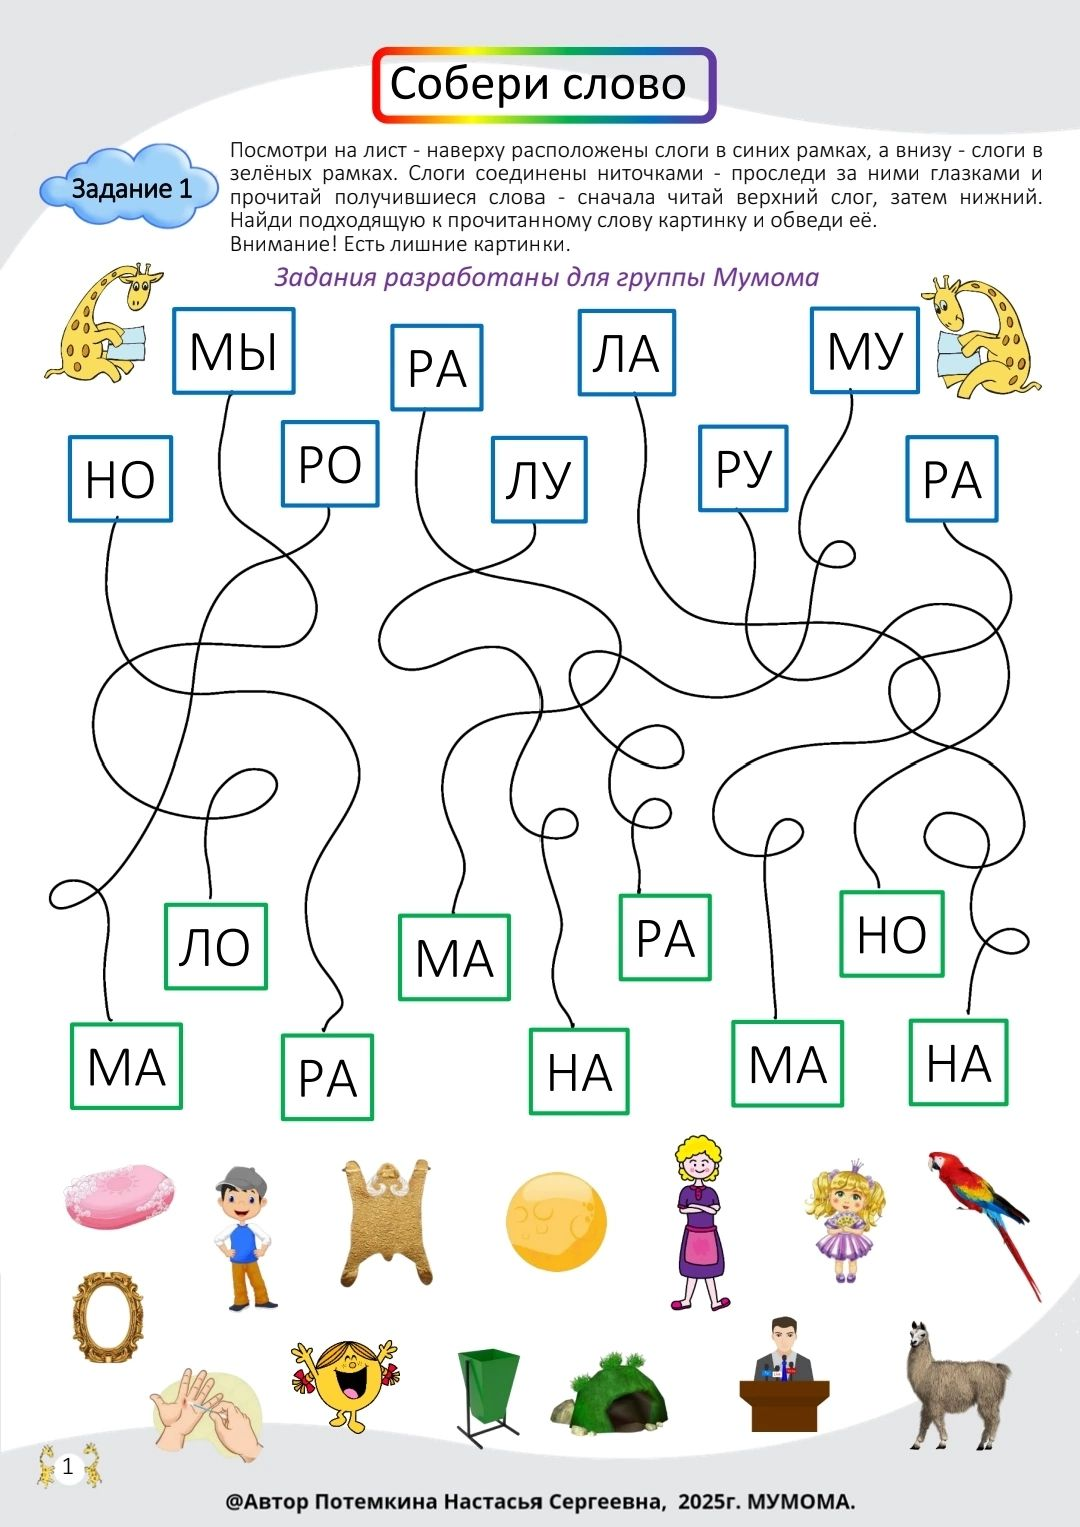 Собери слово
Задание 1
Посмотри на лист - наверху расположены слоги в синих рамках, а внизу - слоги в
зелёных рамках. Слоги соединены ниточками - проследи за ними глазками и
прочитай получившиеся слова - сначала читай верхний слог, затем нижний.
Найди подходящую к прочитанному слову картинку и обведи её.
Внимание! Есть лишние картинки.
Задания разработаны для группы Мумома
МЫ РА ЛА МУ
НО РО ЛУ РУ РА
ЛО МА РА НО
МА РА НА МА НА
1
@Автор Потемкина Настасья Сергеевна, 2025г. МУМОМА.